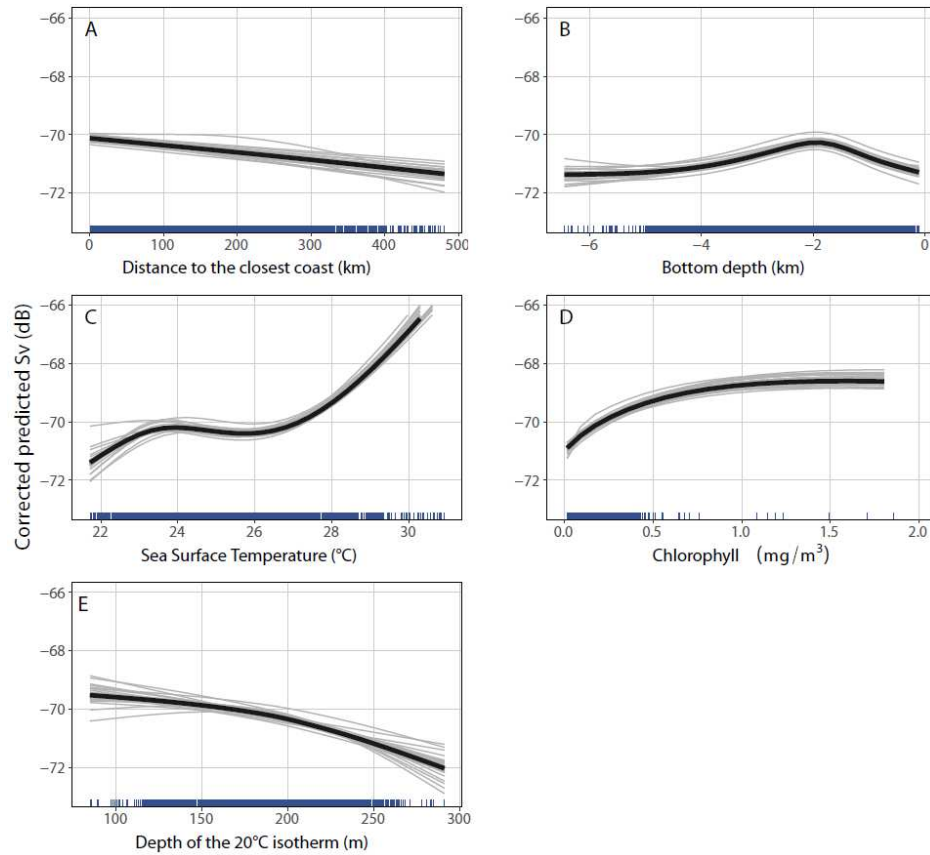 A
−66
−68
−70
−72
0 100 200 300 400 500
Distance to the closest coast (km)
B
−66
−68
−70
−72
−6 −4 −2 0
Bottom depth (km)
Corrected predicted Sv (dB)
C
−66
−68
−70
−72
22 24 26 28 30
Sea Surface Temperature (°C)
D
−66
−68
−70
−72
0.0 0.5 1.0 1.5 2.0
Chlorophyll (mg/m³)
E
−66
−68
−70
−72
100 150 200 250 300
Depth of the 20°C isotherm (m)